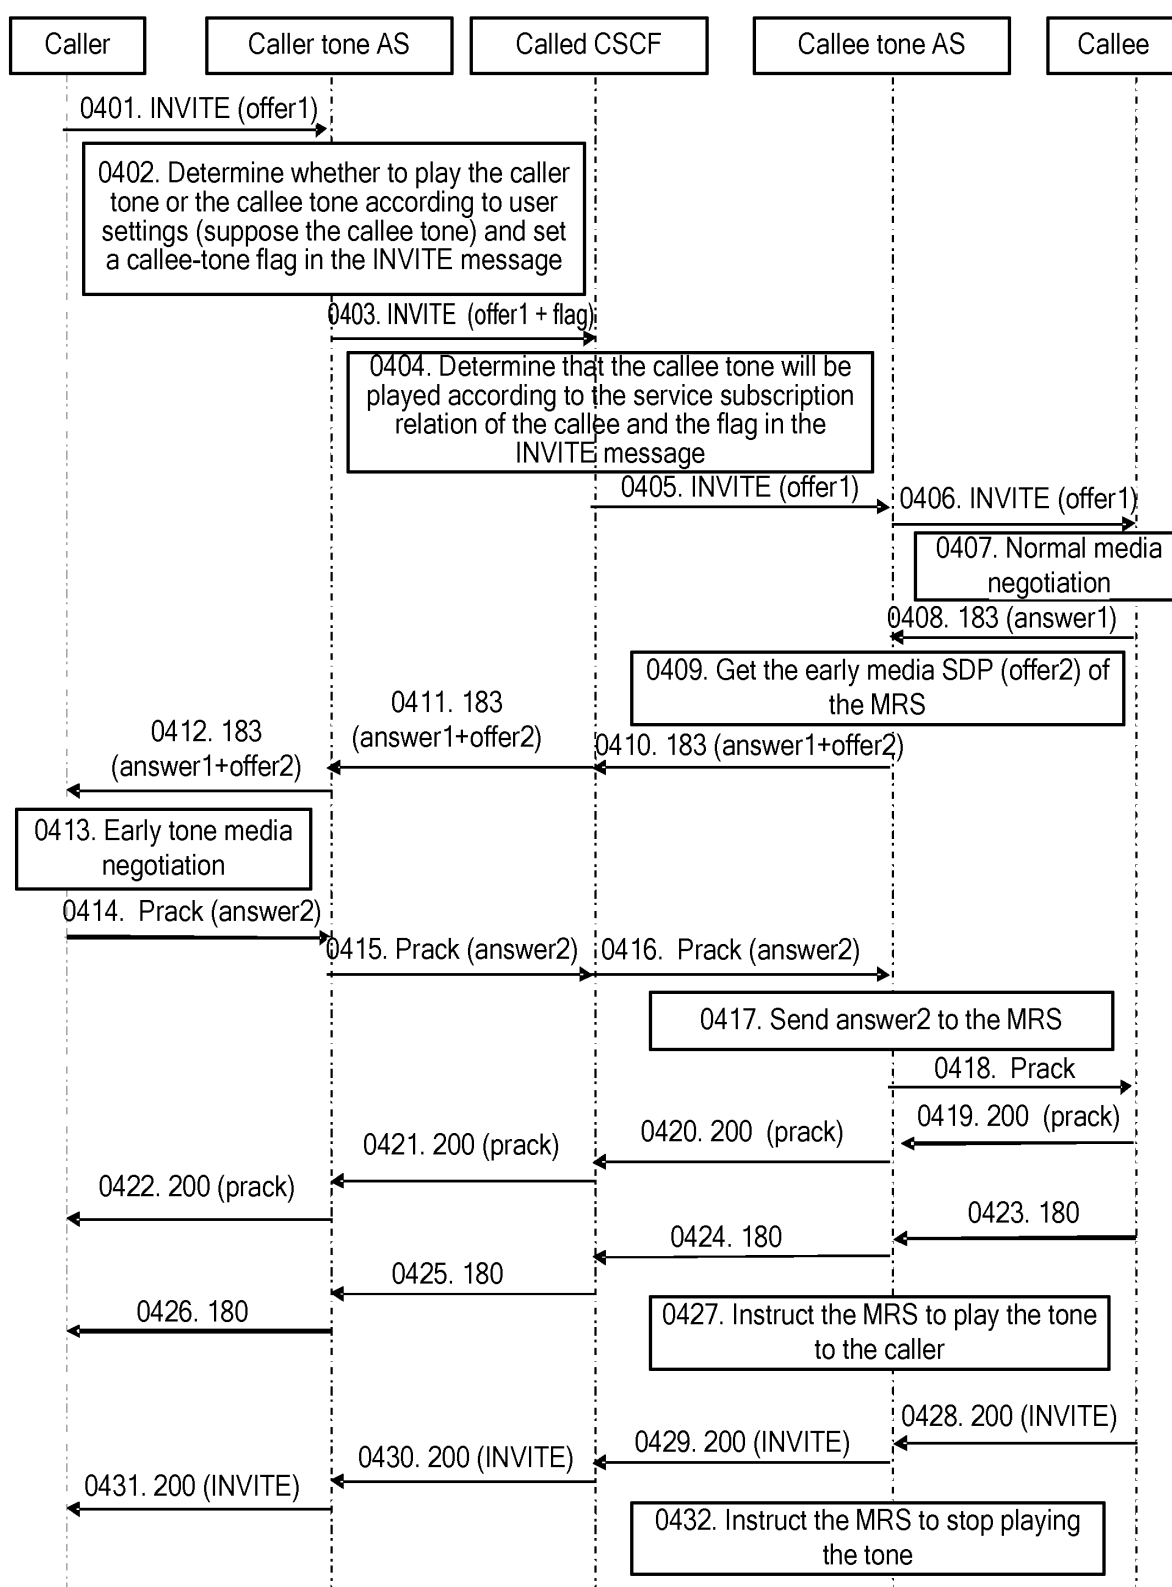 Caller
Caller tone AS
Called CSCF
Callee tone AS
Callee
0401. INVITE (offer1)
0402. Determine whether to play the caller
tone or the callee tone according to user
settings (suppose the callee tone) and set
a callee-tone flag in the INVITE message
0403. INVITE (offer1 + flag)
0404. Determine that the callee tone will be
played according to the service subscription
relation of the callee and the flag in the
INVITE message
0405. INVITE (offer1)
0406. INVITE (offer1)
0407. Normal media
negotiation
0408. 183 (answer1)
0409. Get the early media SDP (offer2) of
the MRS
0410. 183 (answer1+offer2)
0411. 183
(answer1+offer2)
0412. 183
(answer1+offer2)
0413. Early tone media
negotiation
0414. Prack (answer2)
0415. Prack (answer2)
0416. Prack (answer2)
0417. Send answer2 to the MRS
0418. Prack
0419. 200 (prack)
0420. 200 (prack)
0421. 200 (prack)
0422. 200 (prack)
0423. 180
0424. 180
0425. 180
0426. 180
0427. Instruct the MRS to play the tone
to the caller
0428. 200 (INVITE)
0429. 200 (INVITE)
0430. 200 (INVITE)
0431. 200 (INVITE)
0432. Instruct the MRS to stop playing
the tone